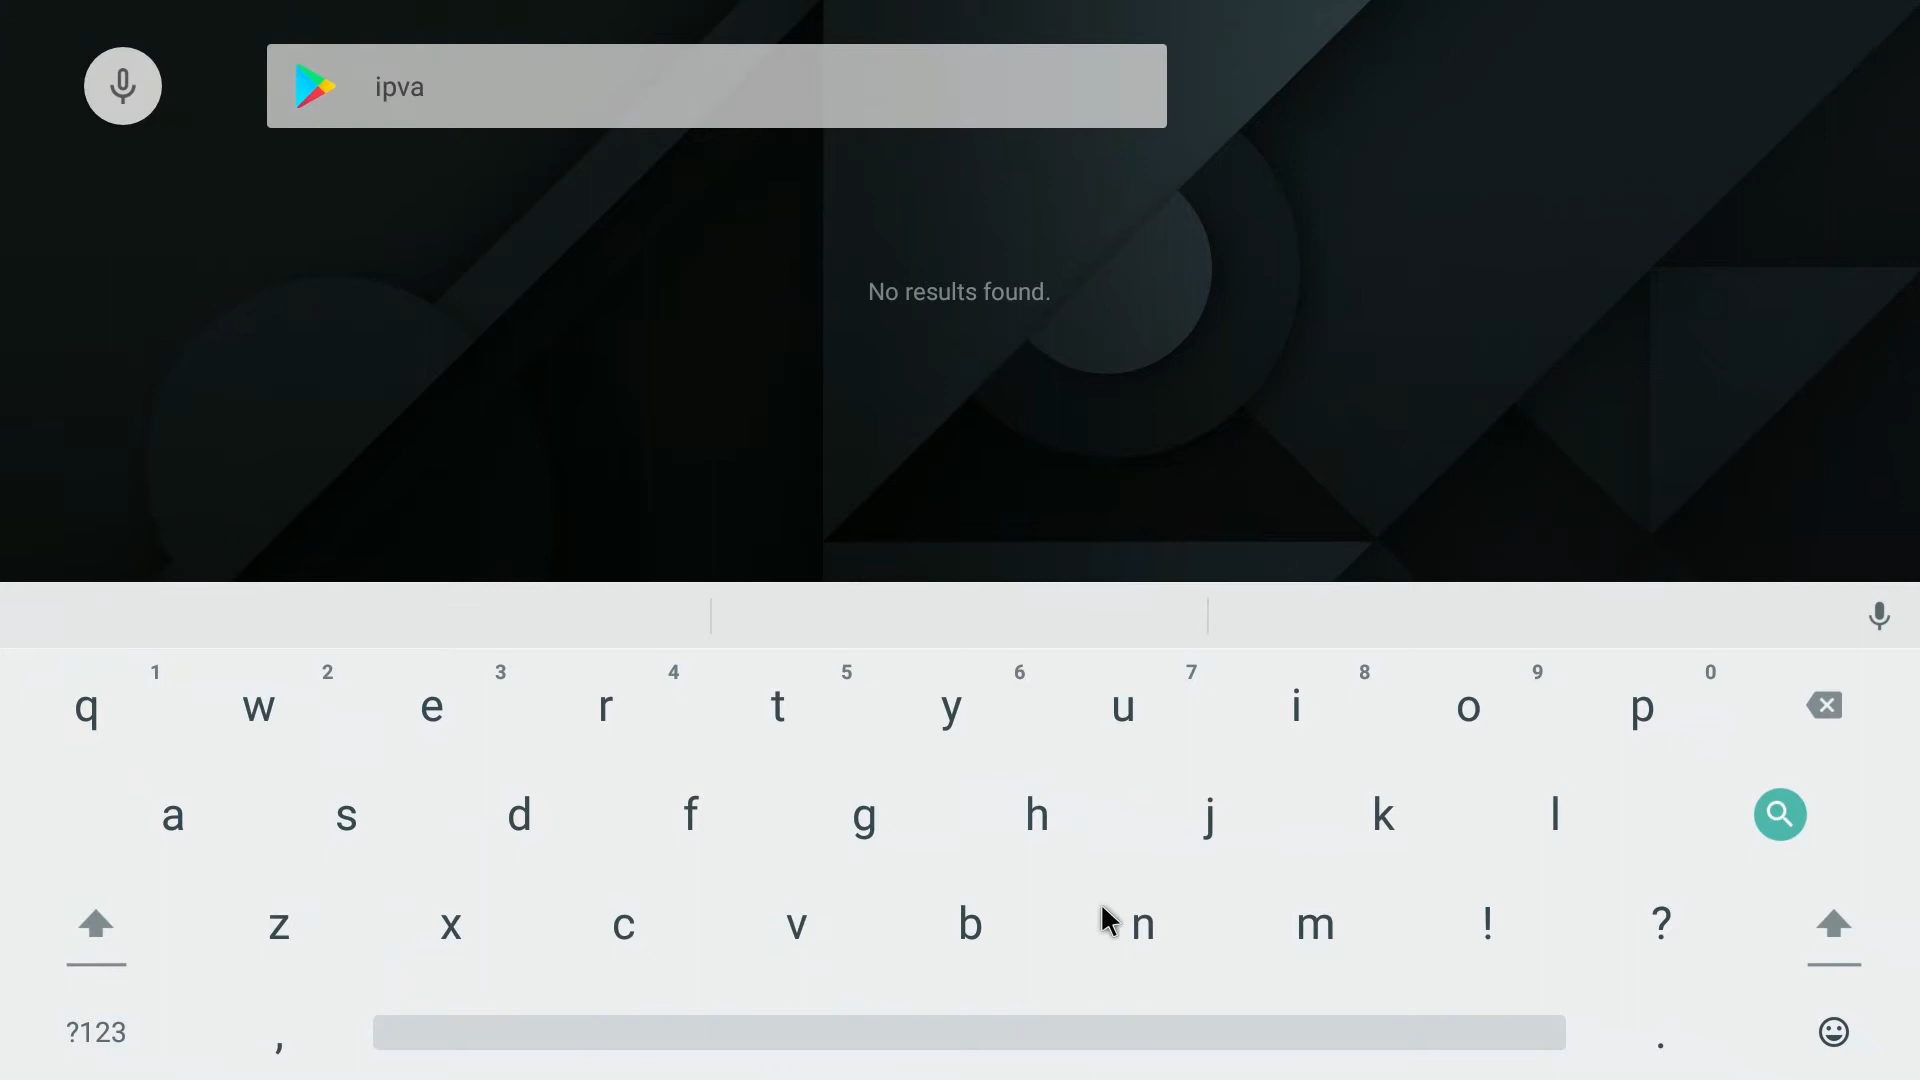 ipva
No results found.
1 2 3 4 5 6 7 8 9 0
q w e r t y u i o p
a s d f g h j k l
z x c v b n m ! ?
?123 , .